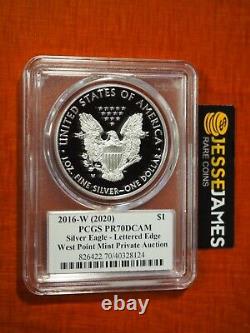 UNITED STATES OF AMERICA
1 OZ. FINE SILVER~ONE DOLLAR
W
2016-W (2020) $1
PCGS PR70DCAM
Silver Eagle - Lettered Edge
West Point Mint Private Auction
826422.70/40328124
JESSE
JAMES
RARE COINS